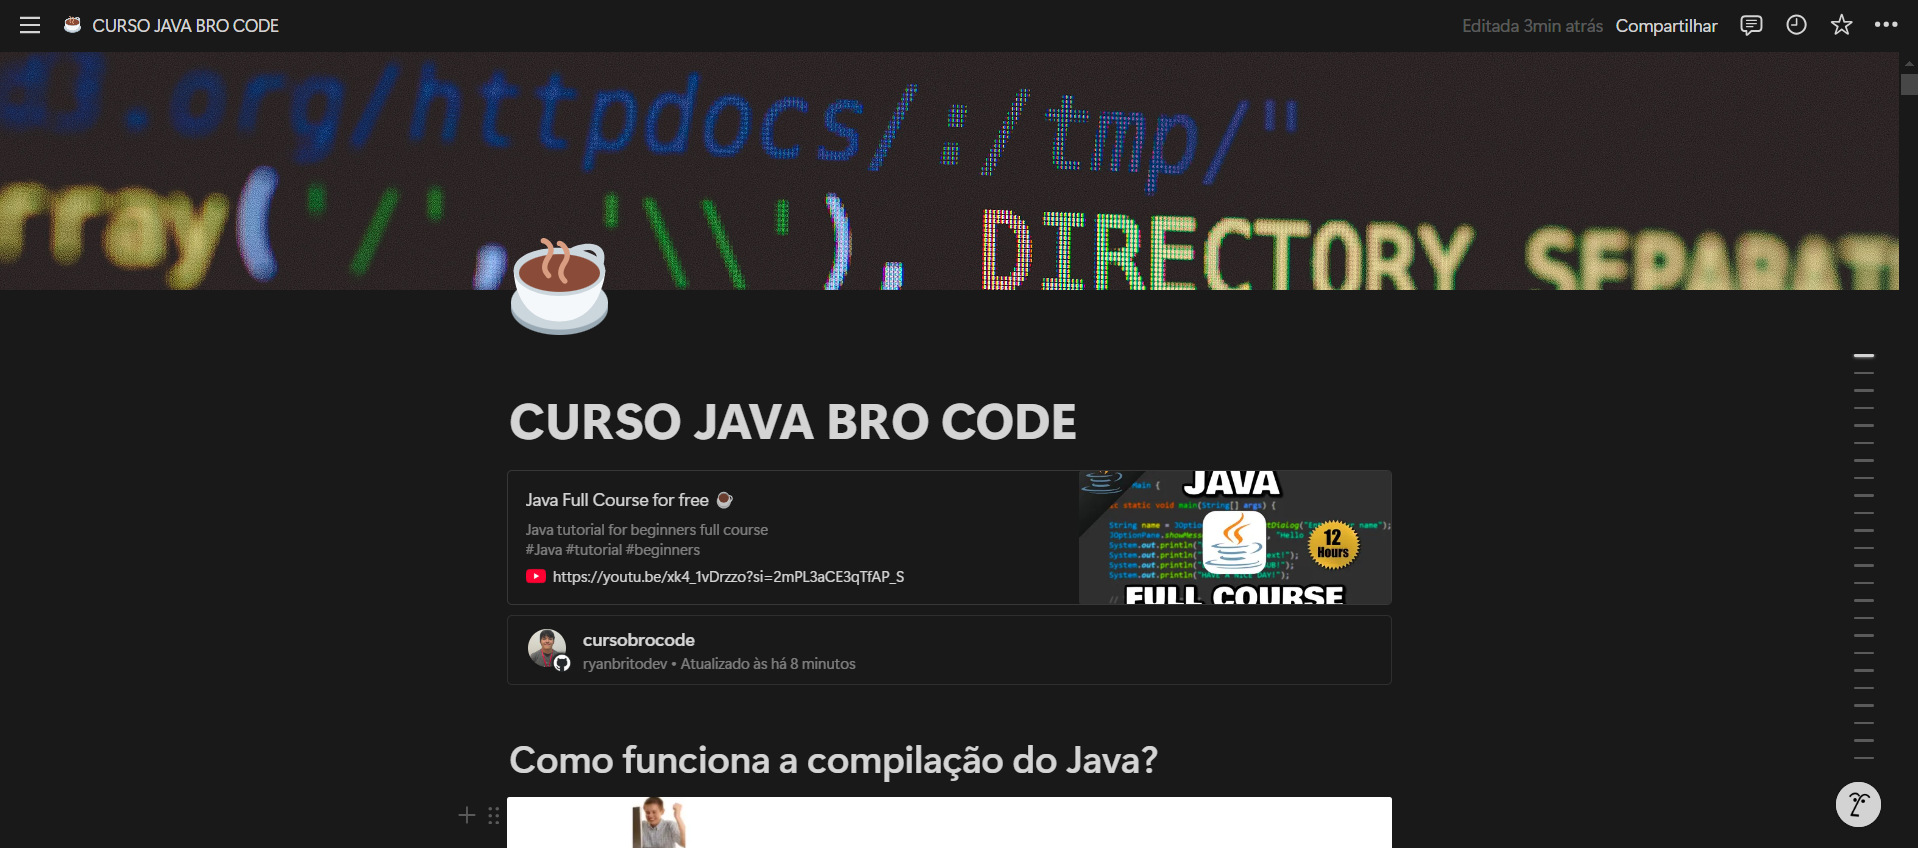 CURSO JAVA BRO CODE
Editada 3min atrás
Compartilhar
.org/httpdocs/:/tmp/"
rray('/', '\\'), DIRECTORY SEPARAT
CURSO JAVA BRO CODE
Java Full Course for free
Java tutorial for beginners full course
#Java #tutorial #beginners
https://youtu.be/xk4_1vDrzzo?si=2mPL3aCE3qTfAP_S
JAVA
12
Hours
FULL COURSE
cursobrocode
ryanbritodev • Atualizado às há 8 minutos
Como funciona a compilação do Java?